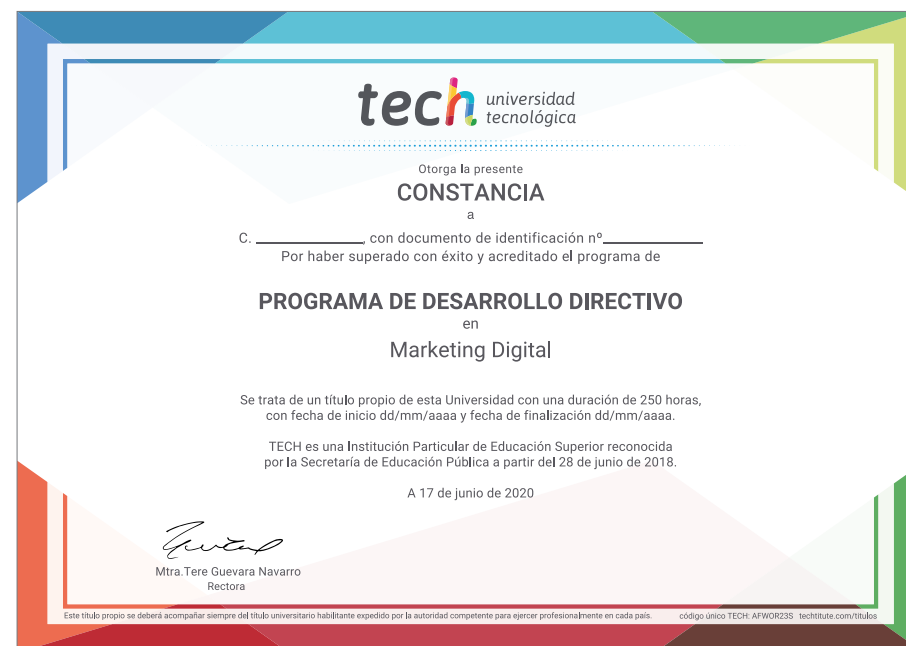 tech universidad
tecnológica
Otorga la presente
CONSTANCIA
a
C. ______________, con documento de identificación nº_____________
Por haber superado con éxito y acreditado el programa de
PROGRAMA DE DESARROLLO DIRECTIVO
en
Marketing Digital
Se trata de un título propio de esta Universidad con una duración de 250 horas,
con fecha de inicio dd/mm/aaaa y fecha de finalización dd/mm/aaaa.
TECH es una Institución Particular de Educación Superior reconocida
por la Secretaría de Educación Pública a partir del 28 de junio de 2018.
A 17 de junio de 2020
Mtra.Tere Guevara Navarro
Rectora
Este título propio se deberá acompañar siempre del título universitario habilitante expedido por la autoridad competente para ejercer profesionalmente en cada país. código único TECH: AFWOR23S techtitute.com/titulos